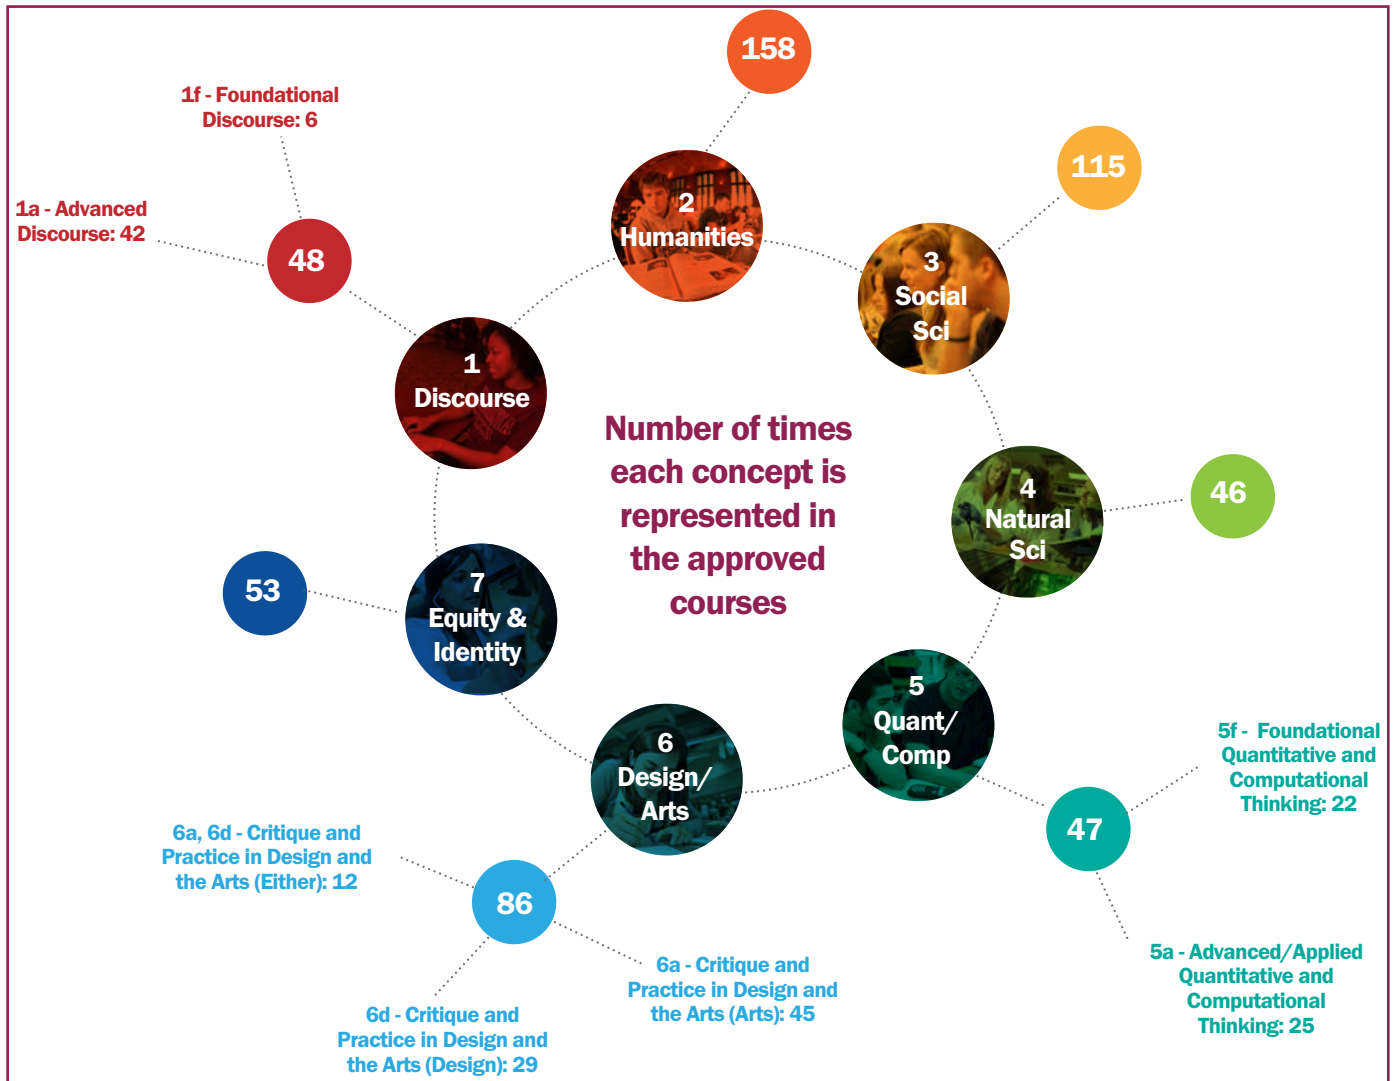 158
1f - Foundational
Discourse: 6
115
1a - Advanced
Discourse: 42
48
2
Humanities
3
Social
Sci
1
Discourse
Number of times
each concept is
represented in
the approved
courses
4
Natural
Sci
46
53
7
Equity &
Identity
5
Quant/
Comp
6
Design/
Arts
5f -  Foundational
Quantitative and
Computational
Thinking: 22
47
6a, 6d - Critique and
Practice in Design and
the Arts (Either): 12
86
6a - Critique and
Practice in Design and
the Arts (Arts): 45
5a - Advanced/Applied
Quantitative and
Computational
Thinking: 25
6d - Critique and
Practice in Design and
the Arts (Design): 29